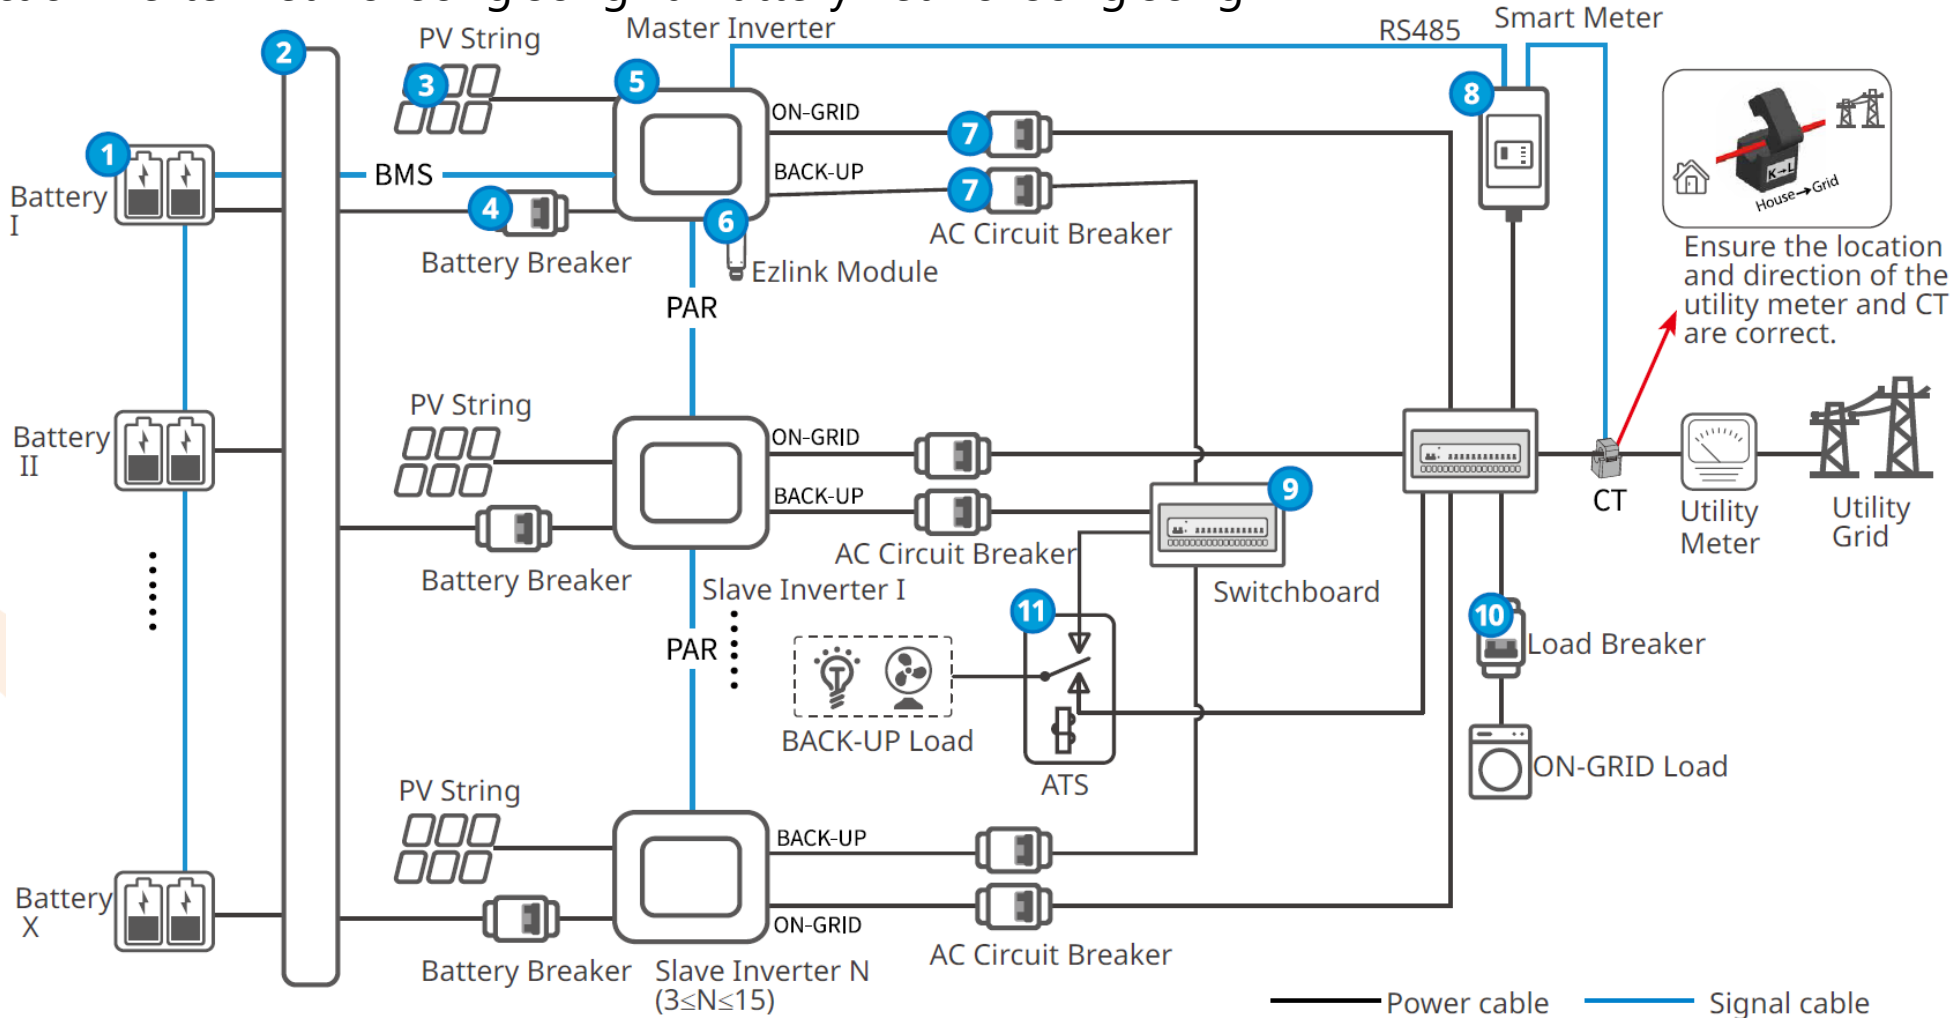 PV String
Master Inverter
RS485
Smart Meter
2
3
5
8
ON-GRID
7
1
BMS
BACK-UP
7
K→L
House→Grid
Battery
I
4
6
AC Circuit Breaker
Battery Breaker
Ezlink Module
PAR
Ensure the location
and direction of the
utility meter and CT
are correct.
PV String
Battery
II
ON-GRID
BACK-UP
9
CT
Utility
Meter
Utility
Grid
AC Circuit Breaker
Battery Breaker
Slave Inverter I
Switchboard
11
10
PAR
Load Breaker
BACK-UP Load
ATS
ON-GRID Load
PV String
BACK-UP
Battery
X
ON-GRID
AC Circuit Breaker
Battery Breaker
Slave Inverter N
(3≤N≤15)
Power cable
Signal cable